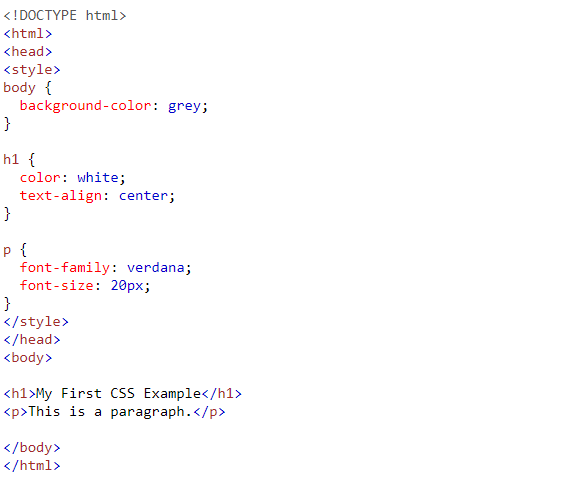 <!DOCTYPE html>
<html>
<head>
<style>
body {
  background-color: grey;
}

h1 {
  color: white;
  text-align: center;
}

p {
  font-family: verdana;
  font-size: 20px;
}
</style>
</head>
<body>

<h1>My First CSS Example</h1>
<p>This is a paragraph.</p>

</body>
</html>